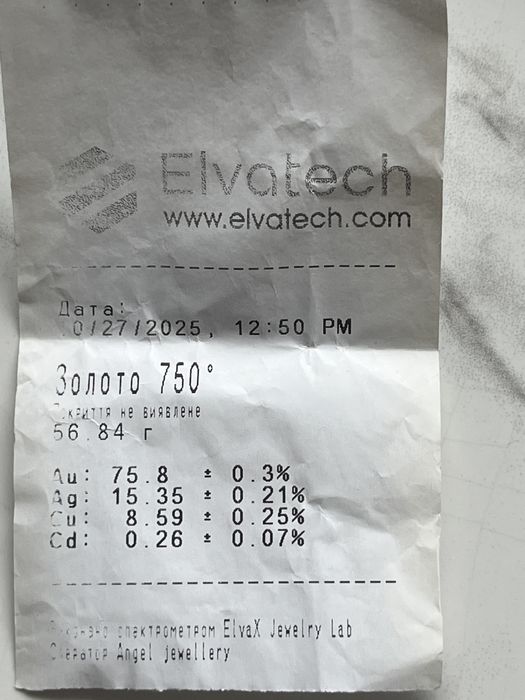 Elvatech
www.elvatech.com
Дата:
0/27/2025, 12:50 PM
Золото 750°
не виявлене
56.84 г
Au: 75.8 ± 0.3%
Ag: 15.35 ± 0.21%
Cu: 8.59 ± 0.25%
Cd: 0.26 ± 0.07%
спектрометром ElvaX Jewelry Lab
Оператор Angel jewellery